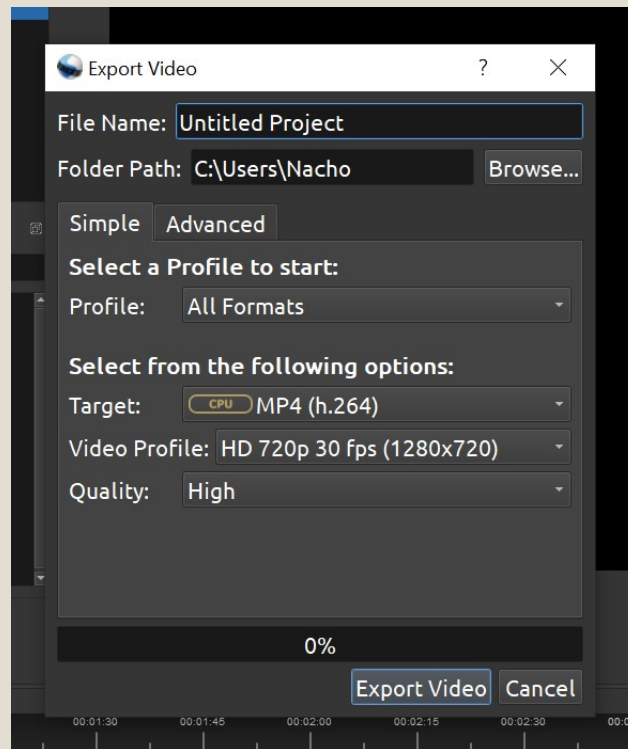 Export Video ?
File Name: Untitled Project
Folder Path: C:\Users\Nacho Browse...
Simple Advanced
Select a Profile to start:
Profile: All Formats
Select from the following options:
Target: CPU MP4 (h.264)
Video Profile: HD 720p 30 fps (1280x720)
Quality: High
0%
Export Video Cancel
00:01:30 00:01:45 00:02:00 00:02:15 00:02:30